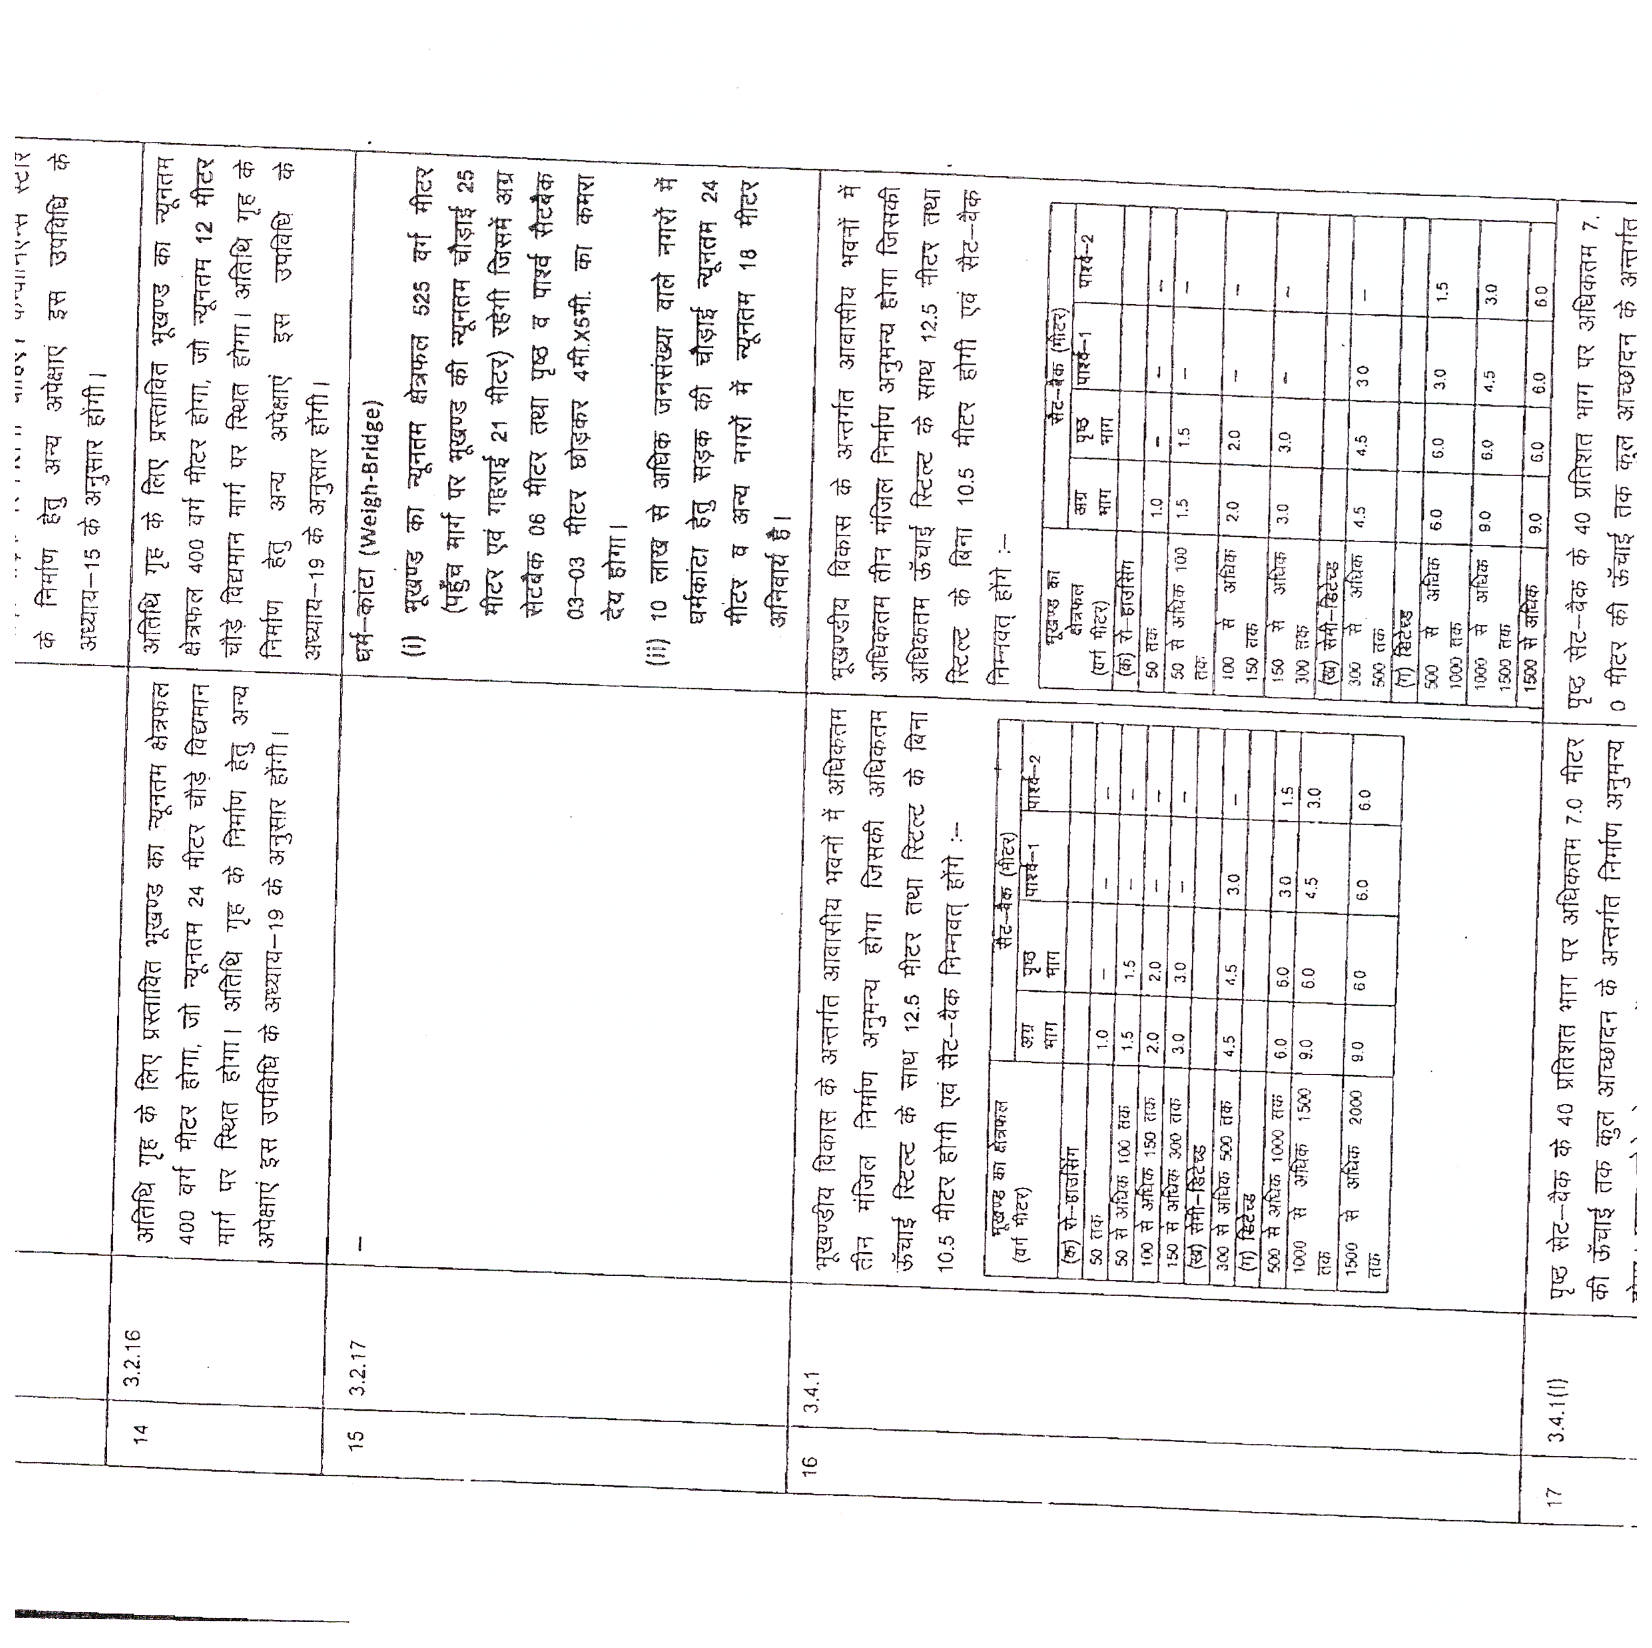 के निर्माण हेतु अन्य अपेक्षाएं इस उपविधि के
अध्याय–15 के अनुसार होंगी।
14
3.2.16
अतिथि गृह के लिए प्रस्तावित भूखण्ड का न्यूनतम क्षेत्रफल
400 वर्ग मीटर होगा, जो न्यूनतम 24 मीटर चौड़े विद्यमान
मार्ग पर स्थित होगा। अतिथि गृह के निर्माण हेतु अन्य
अपेक्षाएं इस उपविधि के अध्याय–19 के अनुसार होंगी।
अतिथि गृह के लिए प्रस्तावित भूखण्ड का न्यूनतम
क्षेत्रफल 400 वर्ग मीटर होगा, जो न्यूनतम 12 मीटर
चौड़े विद्यमान मार्ग पर स्थित होगा। अतिथि गृह के
निर्माण हेतु अन्य अपेक्षाएं इस उपविधि के
अध्याय–19 के अनुसार होंगी।
15
3.2.17
–
धर्म–कांटा (Weigh-Bridge)
(i) भूखण्ड का न्यूनतम क्षेत्रफल 525 वर्ग मीटर
(पहुँच मार्ग पर भूखण्ड की न्यूनतम चौड़ाई 25
मीटर एवं गहराई 21 मीटर) रहेगी जिसमें अग्र
सेटबैक 06 मीटर तथा पृष्ठ व पार्श्व सेटबैक
03–03 मीटर छोड़कर 4मी.X5मी. का कमरा
देय होगा।
(ii) 10 लाख से अधिक जनसंख्या वाले नगरों में
धर्मकांटा हेतु सड़क की चौड़ाई न्यूनतम 24
मीटर व अन्य नगरों में न्यूनतम 18 मीटर
अनिवार्य है।
16
3.4.1
भूखण्डीय विकास के अन्तर्गत आवासीय भवनों में अधिकतम
तीन मंजिल निर्माण अनुमन्य होगा जिसकी अधिकतम
ऊँचाई स्टिल्ट के साथ 12.5 मीटर तथा स्टिल्ट के बिना
10.5 मीटर होगी एवं सैट–बैक निम्नवत् होंगे :–
भूखण्ड का क्षेत्रफल
(वर्ग मीटर)
सैट–बैक (मीटर)
अग्र भाग
पृष्ठ भाग
पार्श्व–1
पार्श्व–2
(क) रो–हाउसिंग
50 तक 1.0 – – –
50 से अधिक 100 तक 1.5 1.5 – –
100 से अधिक 150 तक 2.0 2.0 – –
150 से अधिक 300 तक 3.0 3.0 – –
(ख) सेमी–डिटेच्ड
300 से अधिक 500 तक 4.5 4.5 3.0 –
(ग) डिटेच्ड
500 से अधिक 1000 तक 6.0 6.0 3.0 1.5
1000 से अधिक 1500 9.0 6.0 4.5 3.0
तक
1500 से अधिक 2000 9.0 6.0 6.0 6.0
तक
भूखण्डीय विकास के अन्तर्गत आवासीय भवनों में
अधिकतम तीन मंजिल निर्माण अनुमन्य होगा जिसकी
अधिकतम ऊँचाई स्टिल्ट के साथ 12.5 मीटर तथा
स्टिल्ट के बिना 10.5 मीटर होगी एवं सैट–बैक
निम्नवत् होंगे :–
भूखण्ड का
क्षेत्रफल
(वर्ग मीटर)
सैट–बैक (मीटर)
अग्र भाग
पृष्ठ भाग
पार्श्व–1
पार्श्व–2
(क) रो–हाउसिंग
50 तक 1.0 – – –
50 से अधिक 100 1.5 1.5 – –
तक
100 से अधिक 2.0 2.0 – –
150 तक
150 से अधिक 3.0 3.0 – –
300 तक
(ख) सेमी–डिटेच्ड
300 से अधिक 4.5 4.5 3 0 –
500 तक
(ग) डिटेच्ड
500 से अधिक 6.0 6.0 3.0 1.5
1000 तक
1000 से अधिक 9.0 6.0 4.5 3.0
1500 तक
1500 से अधिक 9.0 6.0 6.0 6.0
17
3.4.1(I)
पृष्ठ सेट–बैक के 40 प्रतिशत भाग पर अधिकतम 7.0 मीटर
की ऊँचाई तक कुल आच्छादन के अन्तर्गत निर्माण अनुमन्य
पृष्ठ सेट–बैक के 40 प्रतिशत भाग पर अधिकतम 7.
0 मीटर की ऊँचाई तक कुल आच्छादन के अन्तर्गत